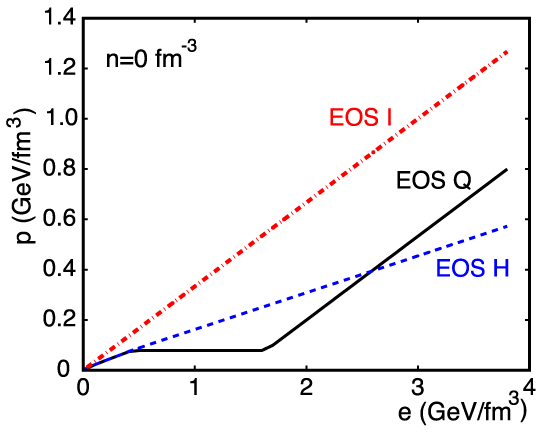 1.4
n=0 fm⁻³
1.2
EOS I
1.0
0.8
EOS Q
0.6
p (GeV/fm³)
0.4
EOS H
0.2
0
0 1 2 3 4
e (GeV/fm³)